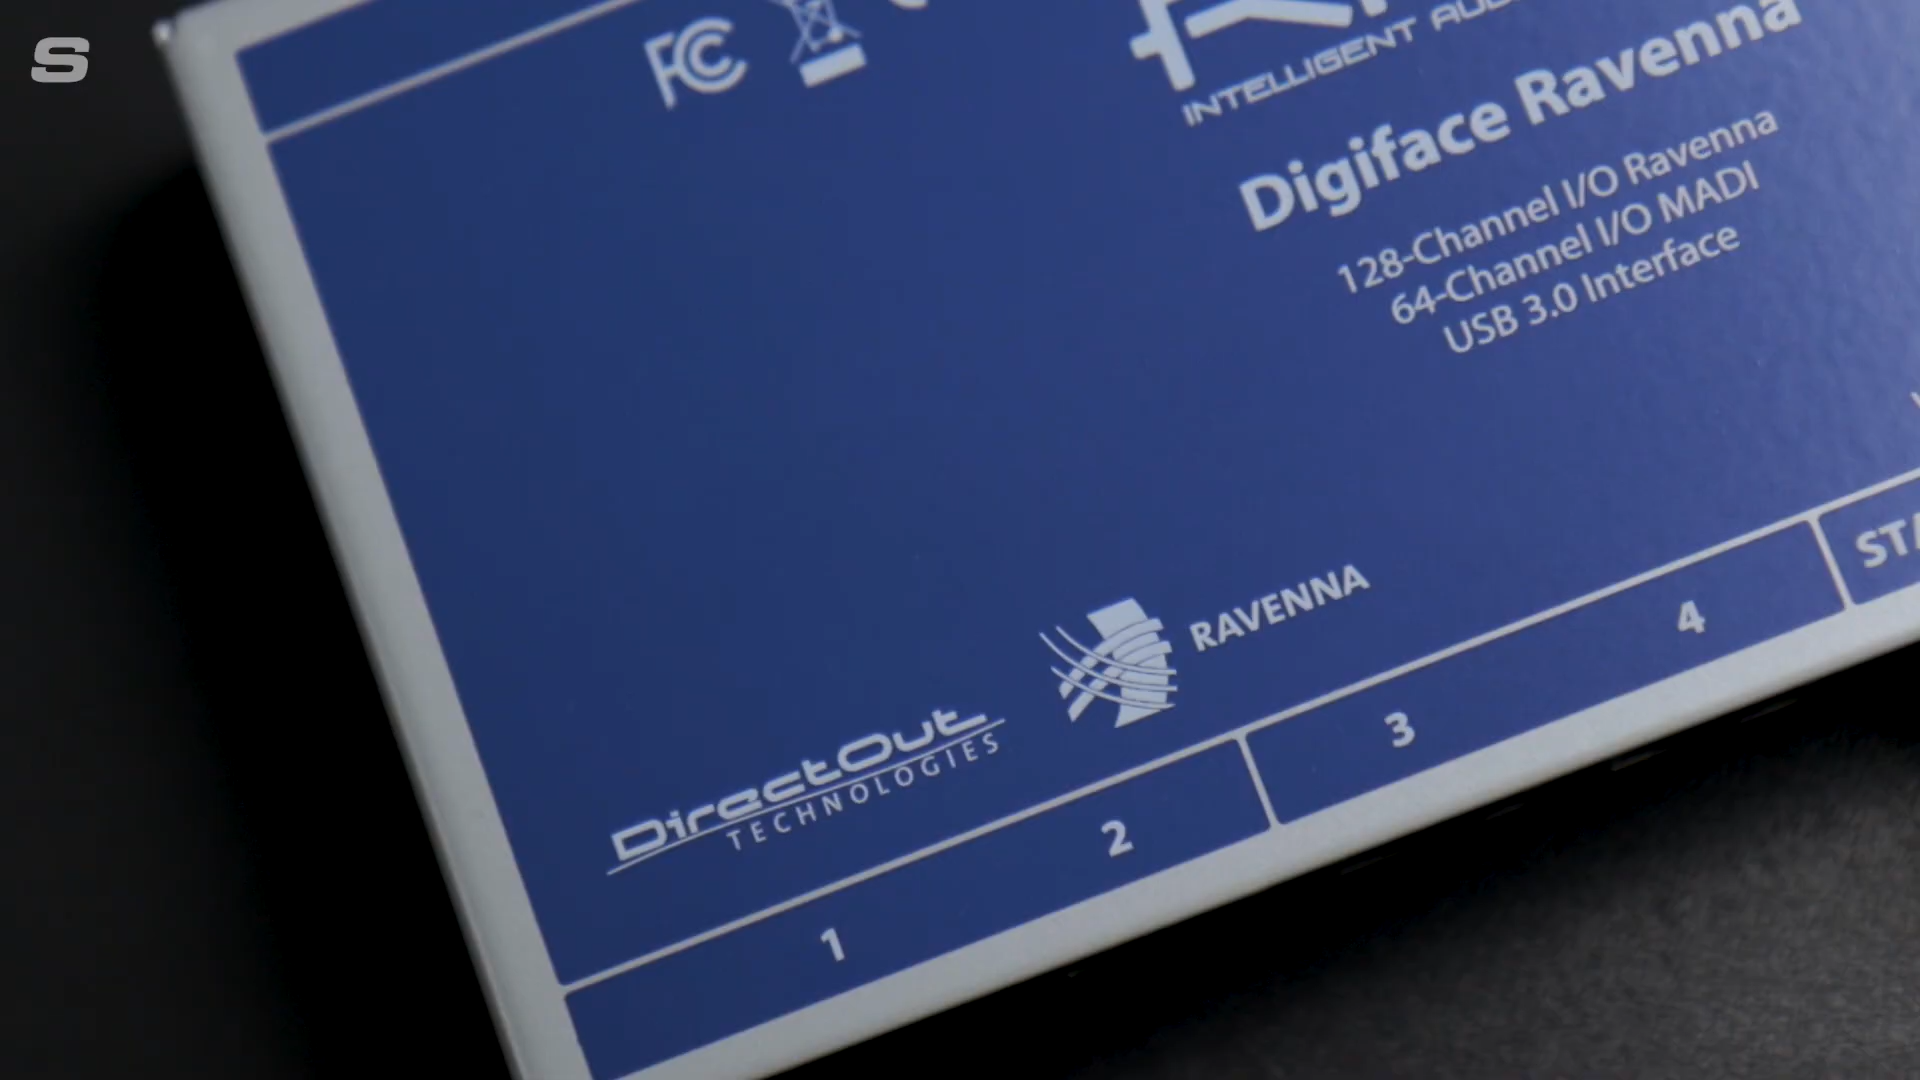 S
FC
INTELLIGENT
Digiface Ravenna
128-Channel I/O Ravenna
64-Channel I/O MADI
USB 3.0 Interface
RAVENNA
DirectOut
TECHNOLOGIES
1
2
3
4